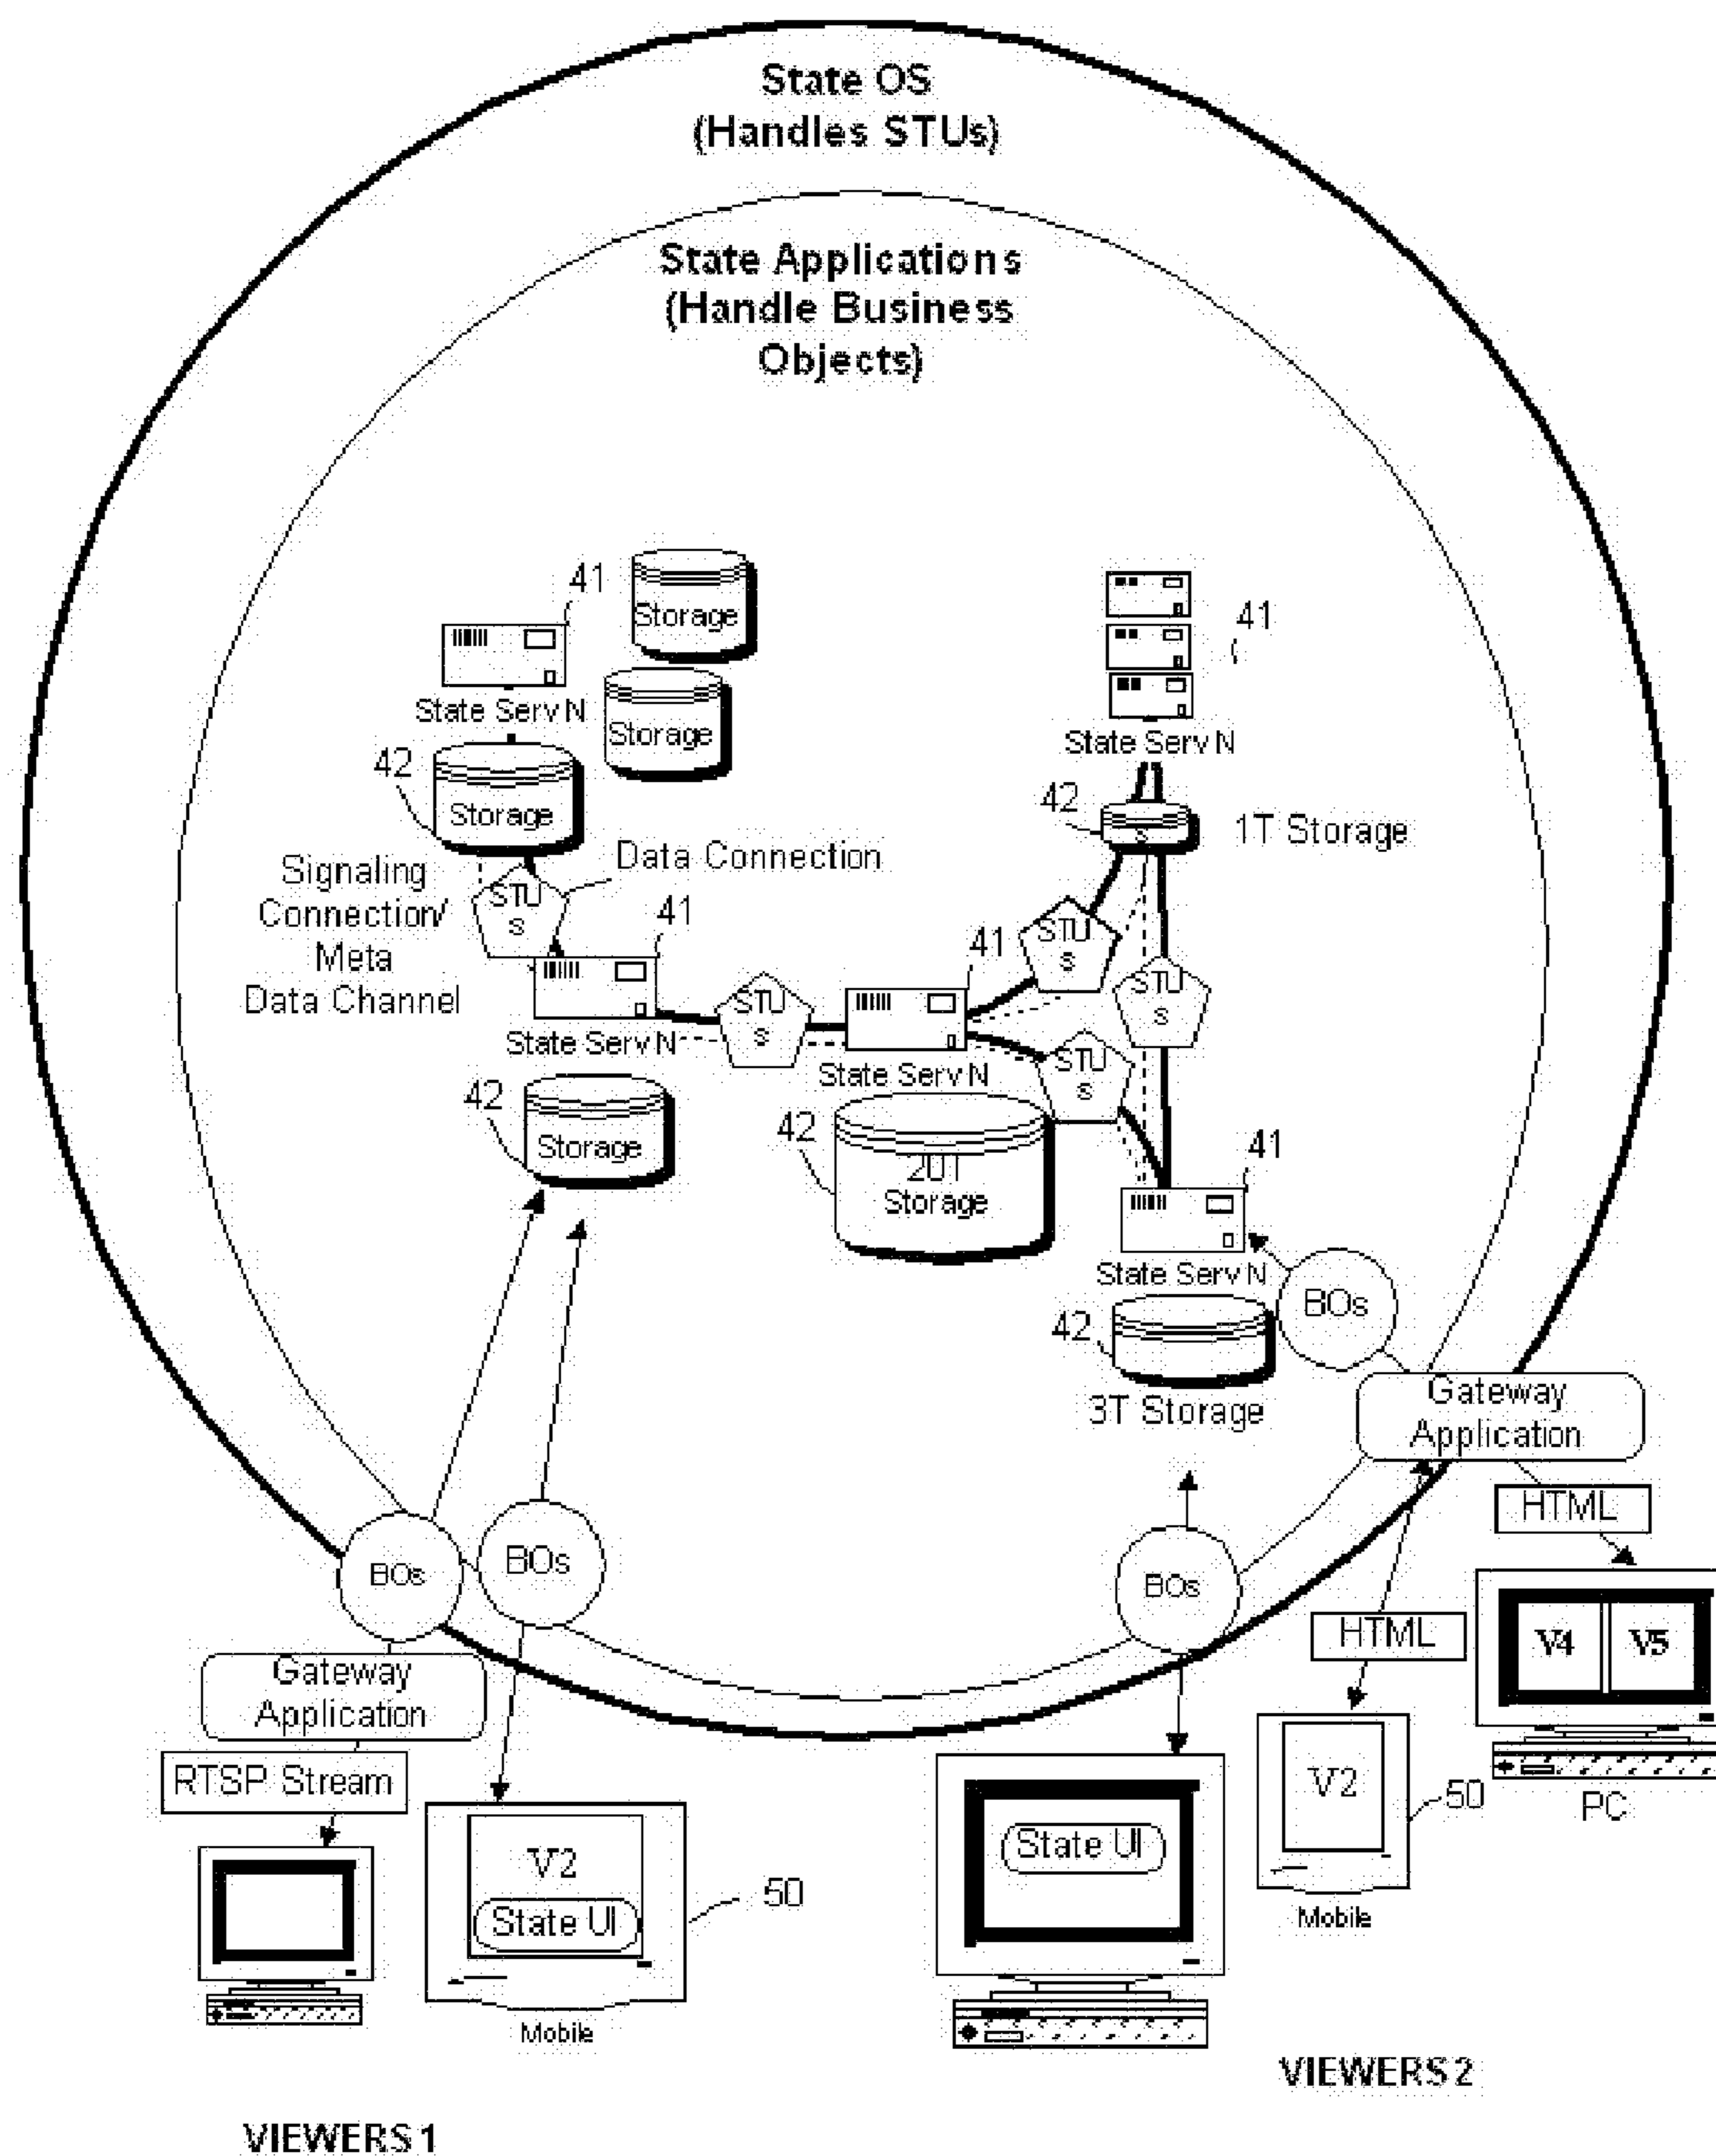 State OS
(Handles STUs)
State Applications
(Handle Business
Objects)
41
Storage
State Serv N
Storage
41
State Serv N
42
Storage
42
S
1T Storage
Signaling
Connection/
Meta
Data Channel
Data Connection
STU
s
41
State Serv N
STU
s
41
State Serv N
STU
s
STU
s
STU
s
42
Storage
42
Storage
41
State Serv N
BOs
42
3T Storage
Gateway
Application
HTML
BOs
BOs
BOs
HTML
V4
V5
PC
Gateway
Application
RTSP Stream
V2
State UI
50
Mobile
State UI
V2
50
Mobile
VIEWERS 2
VIEWERS 1